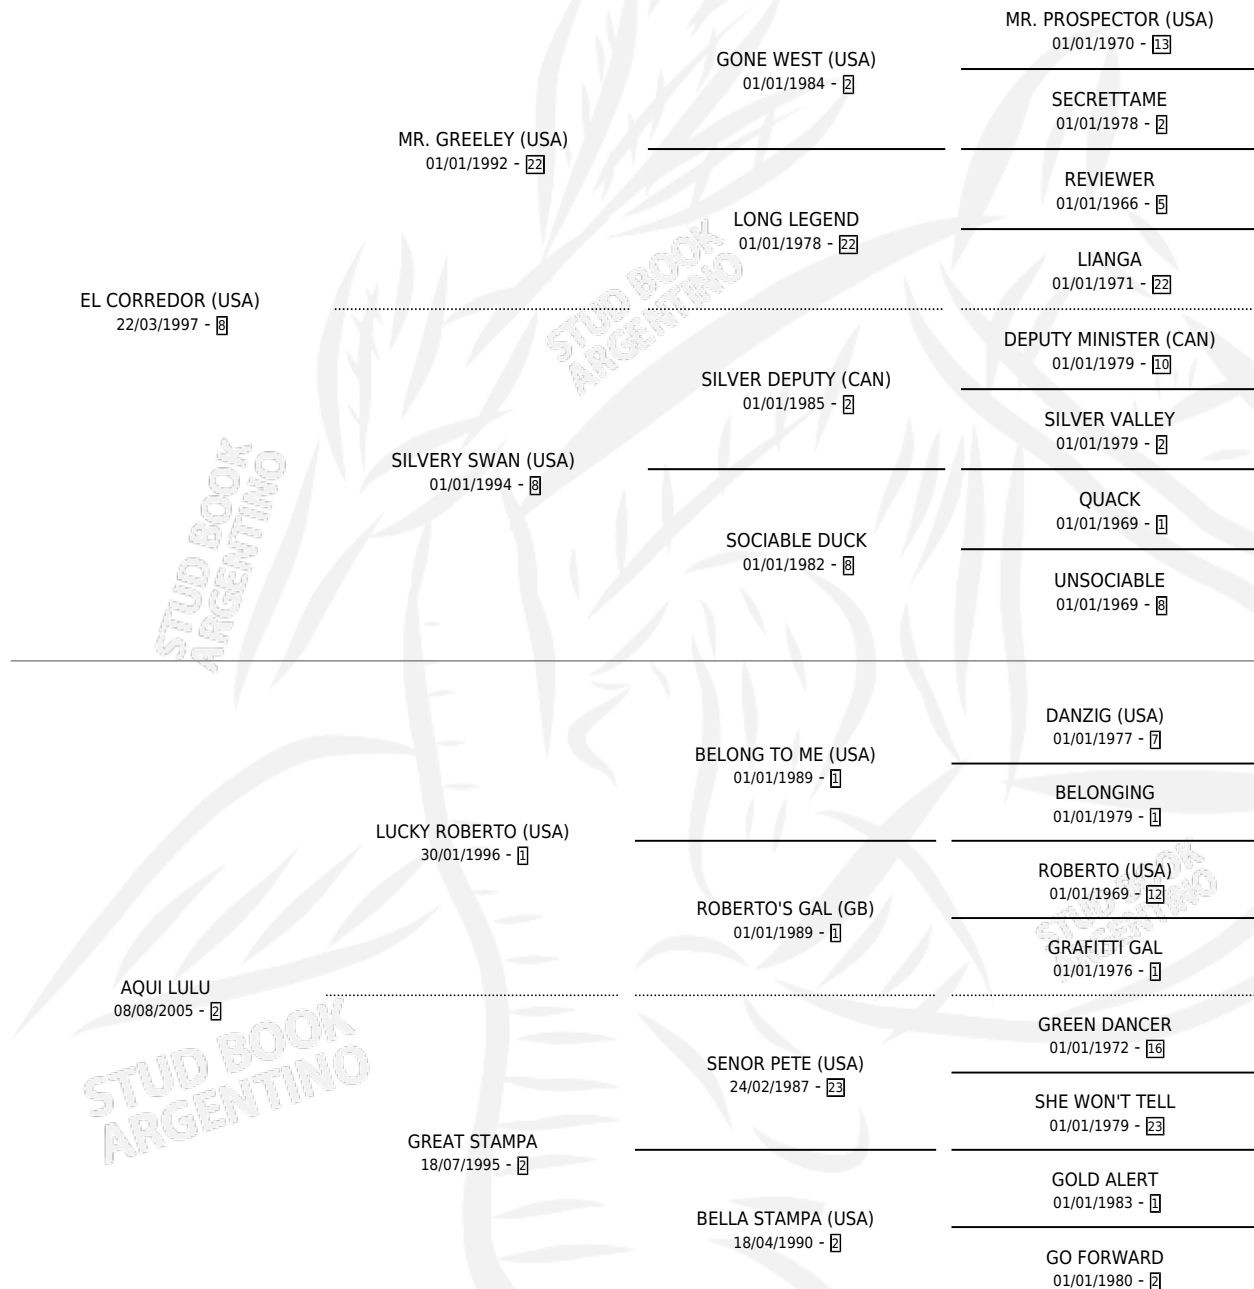 MR. PROSPECTOR (USA)
01/01/1970 - 13
GONE WEST (USA)
01/01/1984 - 2
SECRETTAME
01/01/1978 - 2
MR. GREELEY (USA)
01/01/1992 - 22
REVIEWER
01/01/1966 - 5
LONG LEGEND
01/01/1978 - 22
LIANGA
01/01/1971 - 22
EL CORREDOR (USA)
22/03/1997 - 8
DEPUTY MINISTER (CAN)
01/01/1979 - 10
SILVER DEPUTY (CAN)
01/01/1985 - 2
SILVER VALLEY
01/01/1979 - 2
SILVERY SWAN (USA)
01/01/1994 - 8
QUACK
01/01/1969 - 1
SOCIABLE DUCK
01/01/1982 - 8
UNSOCIABLE
01/01/1969 - 8
DANZIG (USA)
01/01/1977 - 7
BELONG TO ME (USA)
01/01/1989 - 1
BELONGING
01/01/1979 - 1
LUCKY ROBERTO (USA)
30/01/1996 - 1
ROBERTO (USA)
01/01/1969 - 12
ROBERTO'S GAL (GB)
01/01/1989 - 1
GRAFITTI GAL
01/01/1976 - 1
AQUI LULU
08/08/2005 - 2
GREEN DANCER
01/01/1972 - 16
SENOR PETE (USA)
24/02/1987 - 23
SHE WON'T TELL
01/01/1979 - 23
GREAT STAMPA
18/07/1995 - 2
GOLD ALERT
01/01/1983 - 1
BELLA STAMPA (USA)
18/04/1990 - 2
GO FORWARD
01/01/1980 - 2
STUD BOOK
ARGENTINO
STUD BOOK
ARGENTINO
STUD BOOK
ARGENTINO
STUD BOOK
ARGENTINO